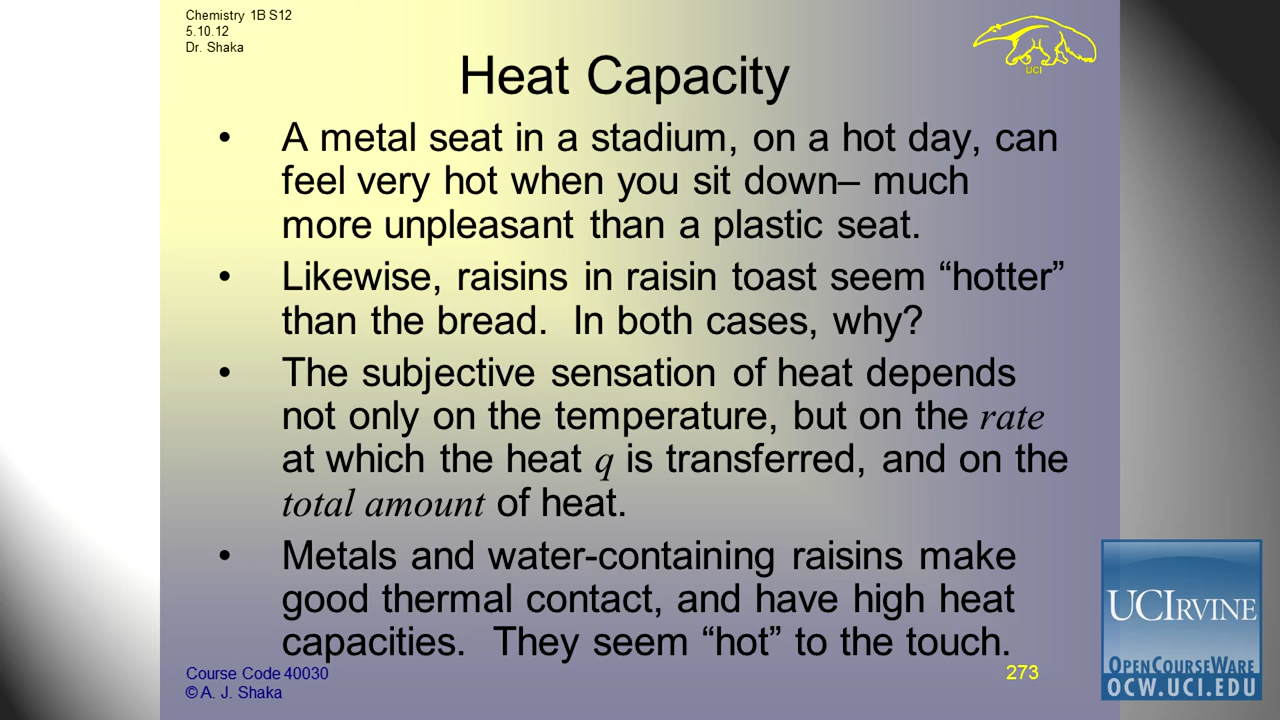 Chemistry 1B S12
5.10.12
Dr. Shaka
UCI
Heat Capacity
• A metal seat in a stadium, on a hot day, can
feel very hot when you sit down– much
more unpleasant than a plastic seat.
• Likewise, raisins in raisin toast seem “hotter”
than the bread.  In both cases, why?
• The subjective sensation of heat depends
not only on the temperature, but on the rate
at which the heat q is transferred, and on the
total amount of heat.
• Metals and water-containing raisins make
good thermal contact, and have high heat
capacities.  They seem “hot” to the touch.
Course Code 40030
© A. J. Shaka
273
UCIRVINE
OPENCOURSEWARE
OCW.UCI.EDU